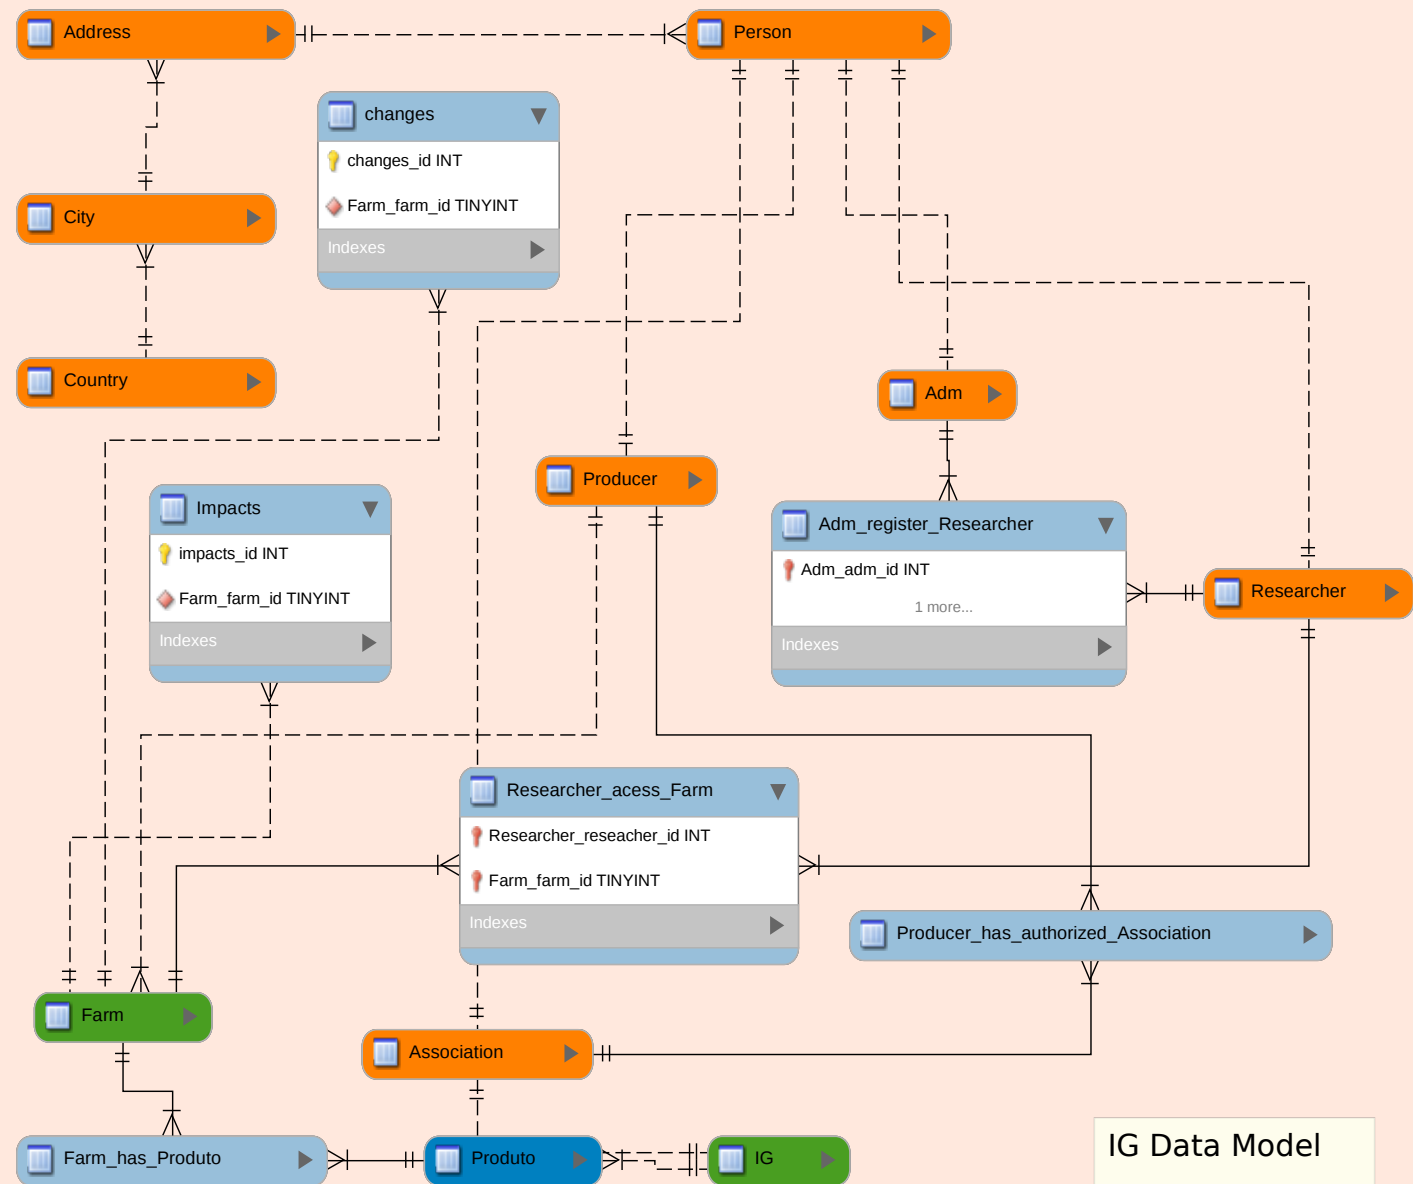 Address
Person
changes
changes_id INT
Farm_farm_id TINYINT
Indexes
City
Country
Adm
Producer
Impacts
impacts_id INT
Farm_farm_id TINYINT
Indexes
Adm_register_Researcher
Adm_adm_id INT
1 more...
Indexes
Researcher
Researcher_acess_Farm
Researcher_reseacher_id INT
Farm_farm_id TINYINT
Indexes
Producer_has_authorized_Association
Farm
Association
Farm_has_Produto
Produto
IG
IG Data Model